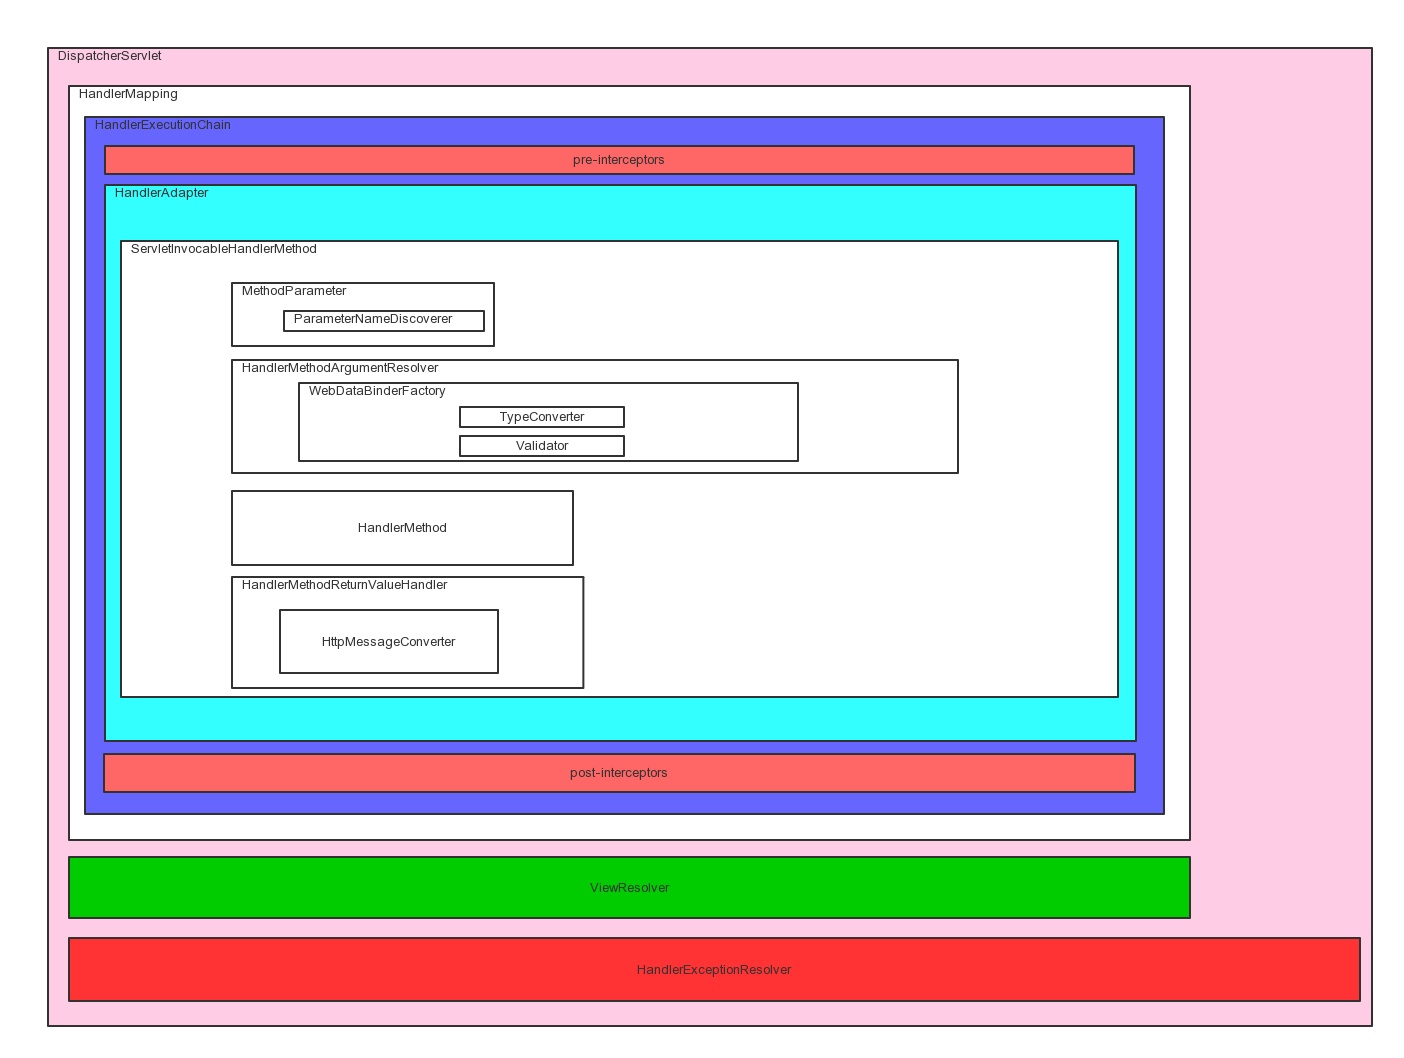 DispatcherServlet
HandlerMapping
HandlerExecutionChain
pre-interceptors
HandlerAdapter
ServletInvocableHandlerMethod
MethodParameter
ParameterNameDiscoverer
HandlerMethodArgumentResolver
WebDataBinderFactory
TypeConverter
Validator
HandlerMethod
HandlerMethodReturnValueHandler
HttpMessageConverter
post-interceptors
ViewResolver
HandlerExceptionResolver